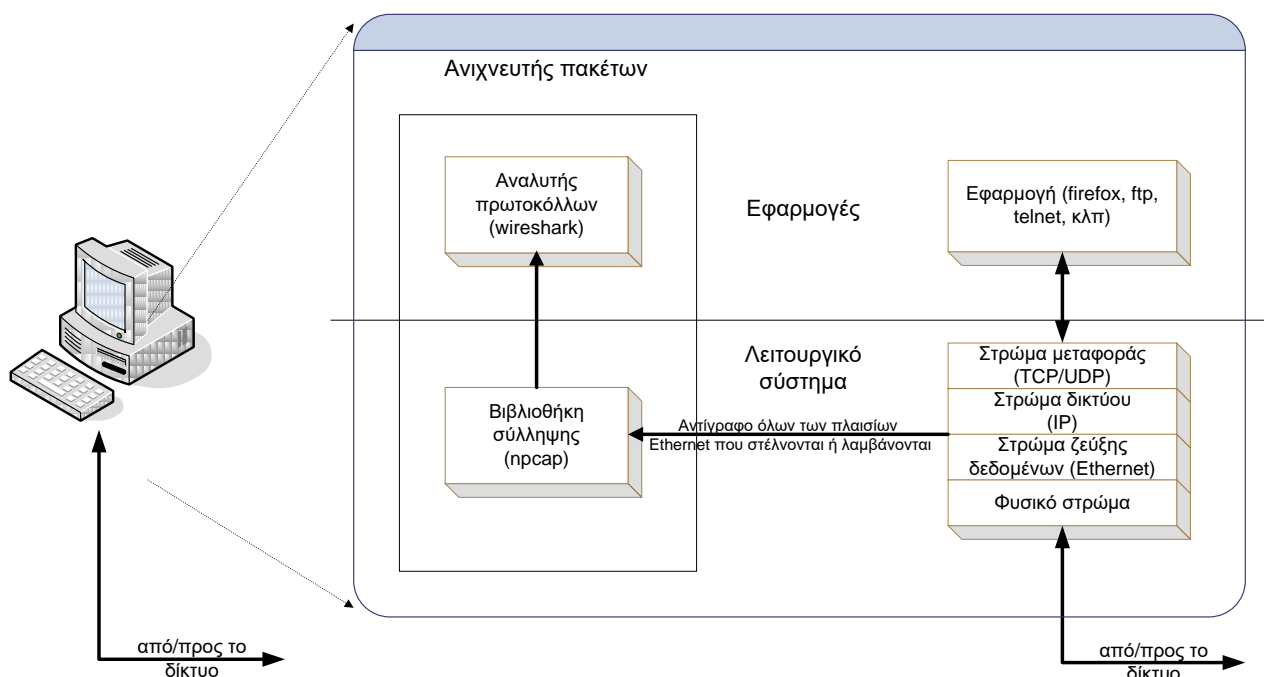 Ανιχνευτής πακέτων
Αναλυτής
πρωτοκόλλων
(wireshark)
Εφαρμογές
Εφαρμογή (firefox, ftp,
telnet, κλπ)
Λειτουργικό
σύστημα
Στρώμα μεταφοράς
(TCP/UDP)
Στρώμα δικτύου
(IP)
Στρώμα ζεύξης
δεδομένων (Ethernet)
Φυσικό στρώμα
Βιβλιοθήκη
σύλληψης
(npcap)
Αντίγραφο όλων των πλαισίων
Ethernet που στέλνονται ή λαμβάνονται
από/προς το
δίκτυο
από/προς το
δίκτυο